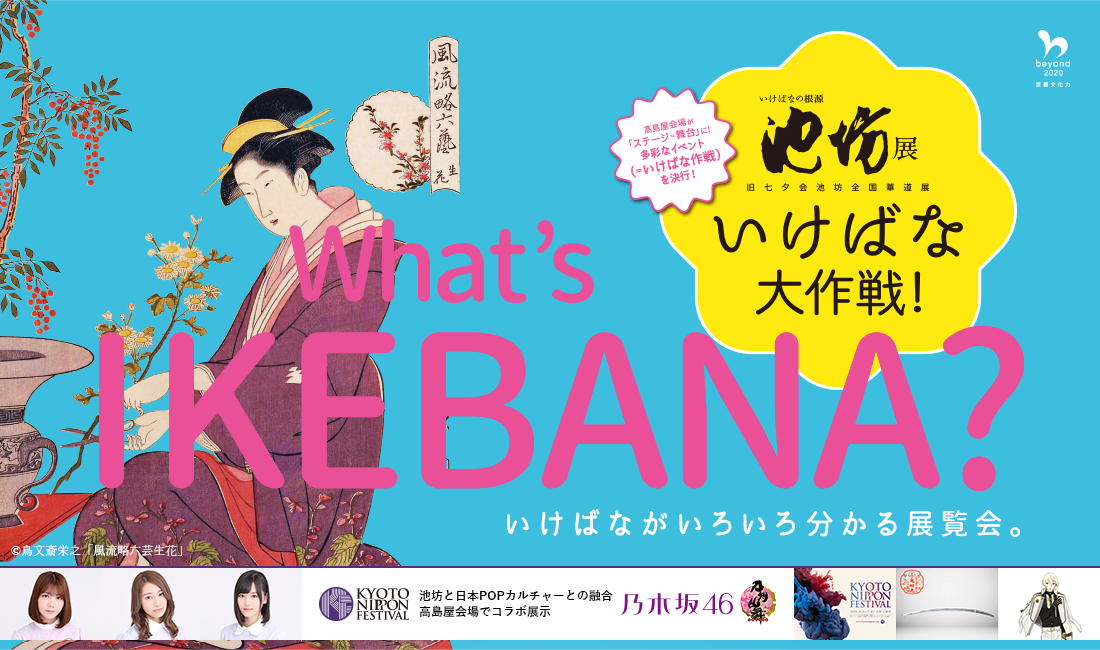 風流略六藝
生花
beyond
2020
京都文化力
髙島屋会場が
「ステージ=舞台」に!
多彩なイベント
(=いけばな作戦)
を決行!
いけばなの根源
池坊展
旧七夕会池坊全国華道展
いけばな
大作戦!
What's
IKEBANA?
いけばながいろいろ分かる展覧会。
©鳥文斎栄之「風流略六芸生花」
KYOTO
NIPPON
FESTIVAL
池坊と日本POPカルチャーとの融合
髙島屋会場でコラボ展示
乃木坂46
KYOTO
NIPPON
FESTIVAL